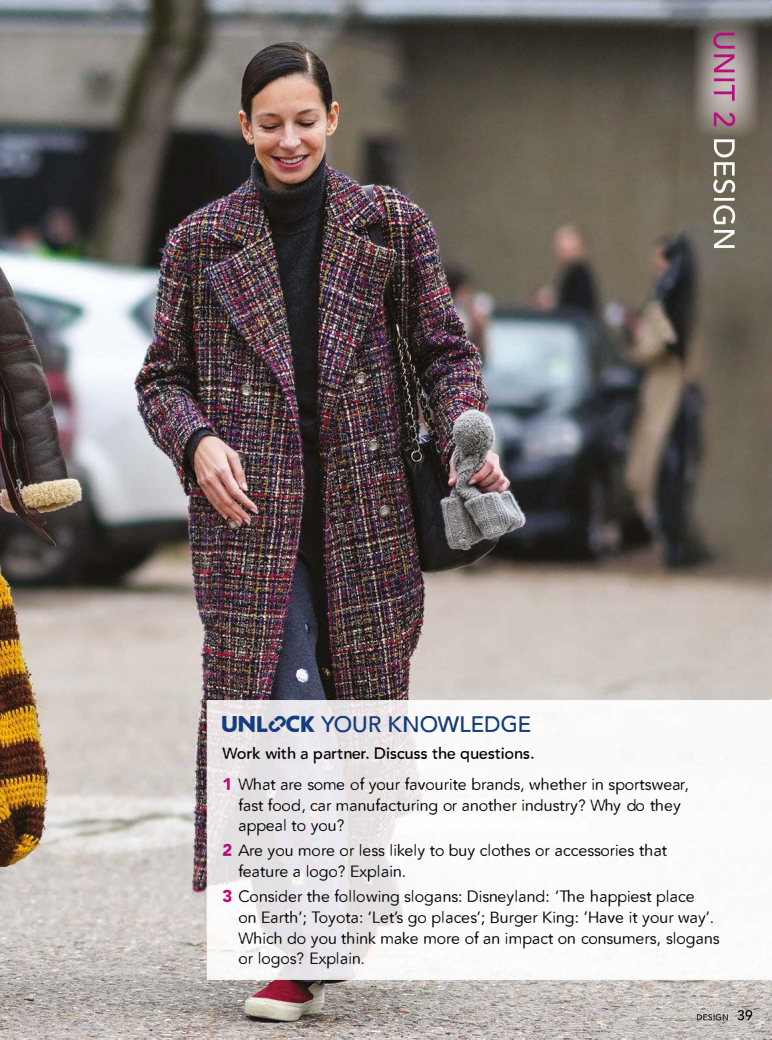 UNIT 2 DESIGN
UNLOCK YOUR KNOWLEDGE
Work with a partner. Discuss the questions.
1 What are some of your favourite brands, whether in sportswear,
fast food, car manufacturing or another industry? Why do they
appeal to you?
2 Are you more or less likely to buy clothes or accessories that
feature a logo? Explain.
3 Consider the following slogans: Disneyland: ‘The happiest place
on Earth’; Toyota: ‘Let’s go places’; Burger King: ‘Have it your way’.
Which do you think make more of an impact on consumers, slogans
or logos? Explain.
DESIGN 39